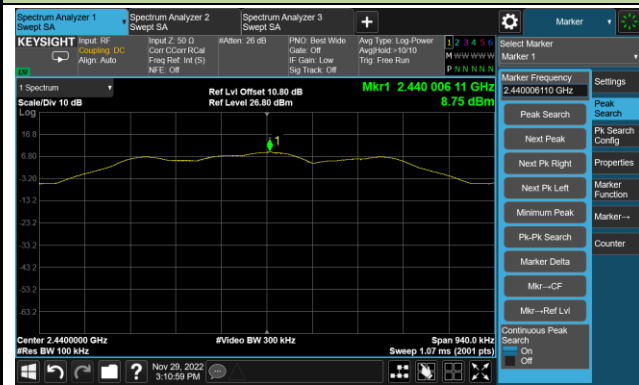 Spectrum Analyzer 1
Swept SA
Spectrum Analyzer 2
Swept SA
Spectrum Analyzer 3
Swept SA
+
Marker
KEYSIGHT
Input: RF
Coupling: DC
Align: Auto
Input Z: 50 Ω
Corr CCorr RCal
Freq Ref: Int (S)
NFE: Off
#Atten: 26 dB
PNO: Best Wide
Gate: Off
IF Gain: Low
Sig Track: Off
Avg Type: Log-Power
Avg|Hold:>10/10
Trig: Free Run
1 2 3 4 5 6
M W W W W W
P N N N N N
Select Marker
Marker 1
LXI
1 Spectrum
Scale/Div 10 dB
Log
Ref Lvl Offset 10.80 dB
Ref Level 26.80 dBm
Mkr1 2.440 006 11 GHz
8.75 dBm
Marker Frequency
2.440006110 GHz
Peak Search
Next Peak
Next Pk Right
Next Pk Left
Minimum Peak
Pk-Pk Search
Marker Delta
Mkr→CF
Mkr→Ref Lvl
Continuous Peak
Search
On
Off
Settings
Peak
Search
Pk Search
Config
Properties
Marker
Function
Marker→
Counter
16.8
6.80
-3.20
-13.2
-23.2
-33.2
-43.2
-53.2
-63.2
1
Center 2.4400000 GHz
#Res BW 100 kHz
#Video BW 300 kHz
Span 940.0 kHz
Sweep 1.07 ms (2001 pts)
?
Nov 29, 2022
3:10:59 PM